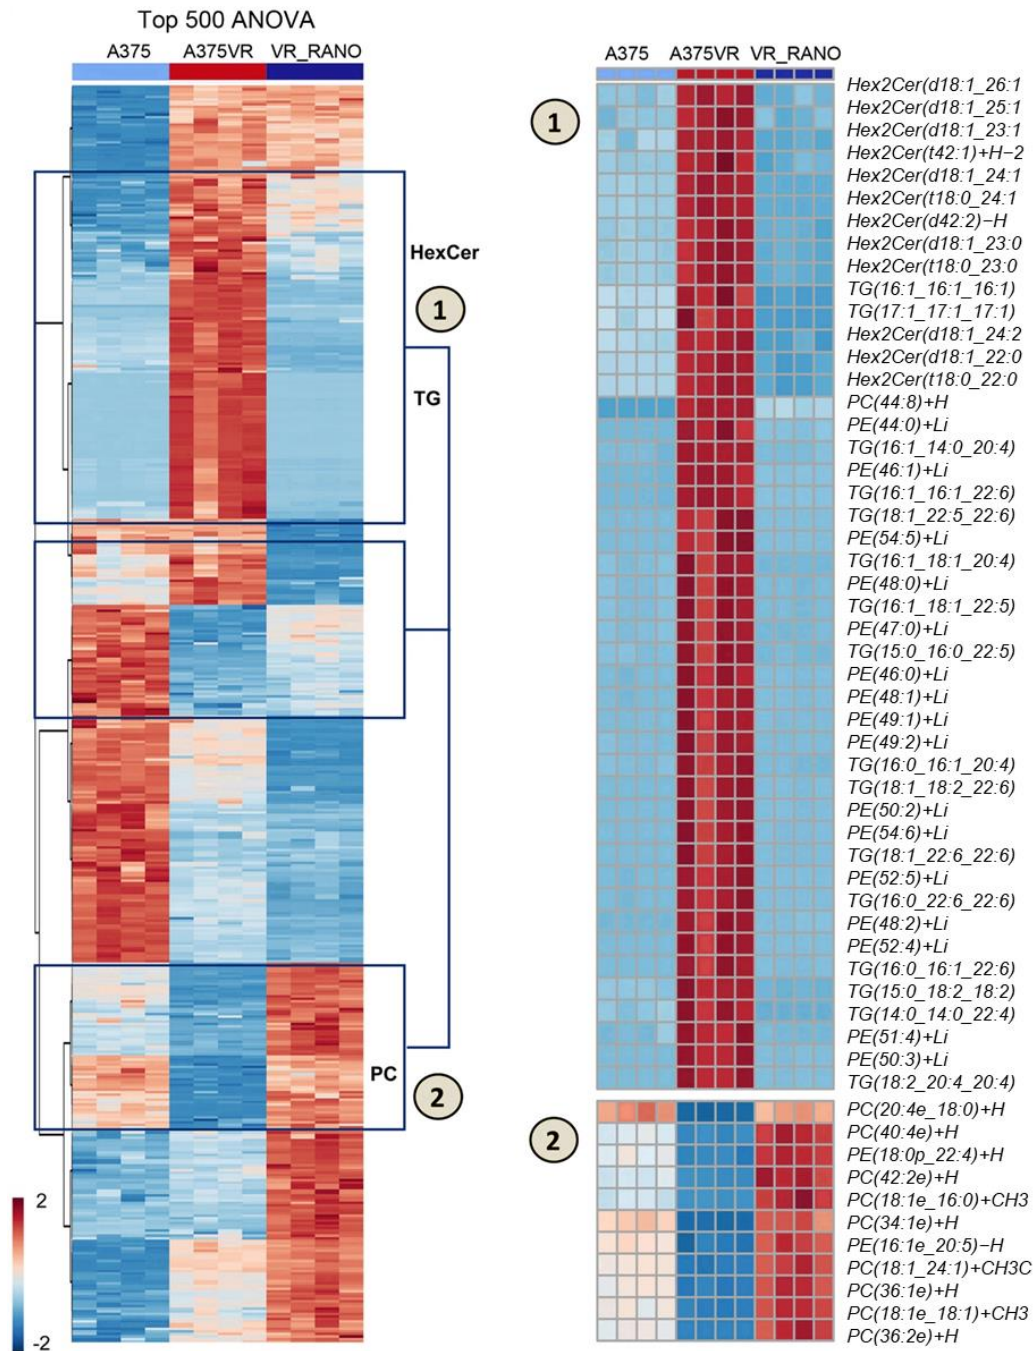 Top 500 ANOVA
A375 A375VR VR_RANO
HexCer
1
TG
PC
2
2
-2
A375 A375VR VR_RANO
1
Hex2Cer(d18:1_26:1
Hex2Cer(d18:1_25:1
Hex2Cer(d18:1_23:1
Hex2Cer(t42:1)+H−2
Hex2Cer(d18:1_24:1
Hex2Cer(t18:0_24:1
Hex2Cer(d42:2)−H
Hex2Cer(d18:1_23:0
Hex2Cer(t18:0_23:0
TG(16:1_16:1_16:1)
TG(17:1_17:1_17:1)
Hex2Cer(d18:1_24:2
Hex2Cer(d18:1_22:0
Hex2Cer(t18:0_22:0
PC(44:8)+H
PE(44:0)+Li
TG(16:1_14:0_20:4)
PE(46:1)+Li
TG(16:1_16:1_22:6)
TG(18:1_22:5_22:6)
PE(54:5)+Li
TG(16:1_18:1_20:4)
PE(48:0)+Li
TG(16:1_18:1_22:5)
PE(47:0)+Li
TG(15:0_16:0_22:5)
PE(46:0)+Li
PE(48:1)+Li
PE(49:1)+Li
PE(49:2)+Li
TG(16:0_16:1_20:4)
TG(18:1_18:2_22:6)
PE(50:2)+Li
PE(54:6)+Li
TG(18:1_22:6_22:6)
PE(52:5)+Li
TG(16:0_22:6_22:6)
PE(48:2)+Li
PE(52:4)+Li
TG(16:0_16:1_22:6)
TG(15:0_18:2_18:2)
TG(14:0_14:0_22:4)
PE(51:4)+Li
PE(50:3)+Li
TG(18:2_20:4_20:4)
2
PC(20:4e_18:0)+H
PC(40:4e)+H
PE(18:0p_22:4)+H
PC(42:2e)+H
PC(18:1e_16:0)+CH3
PC(34:1e)+H
PE(16:1e_20:5)−H
PC(18:1_24:1)+CH3C
PC(36:1e)+H
PC(18:1e_18:1)+CH3
PC(36:2e)+H